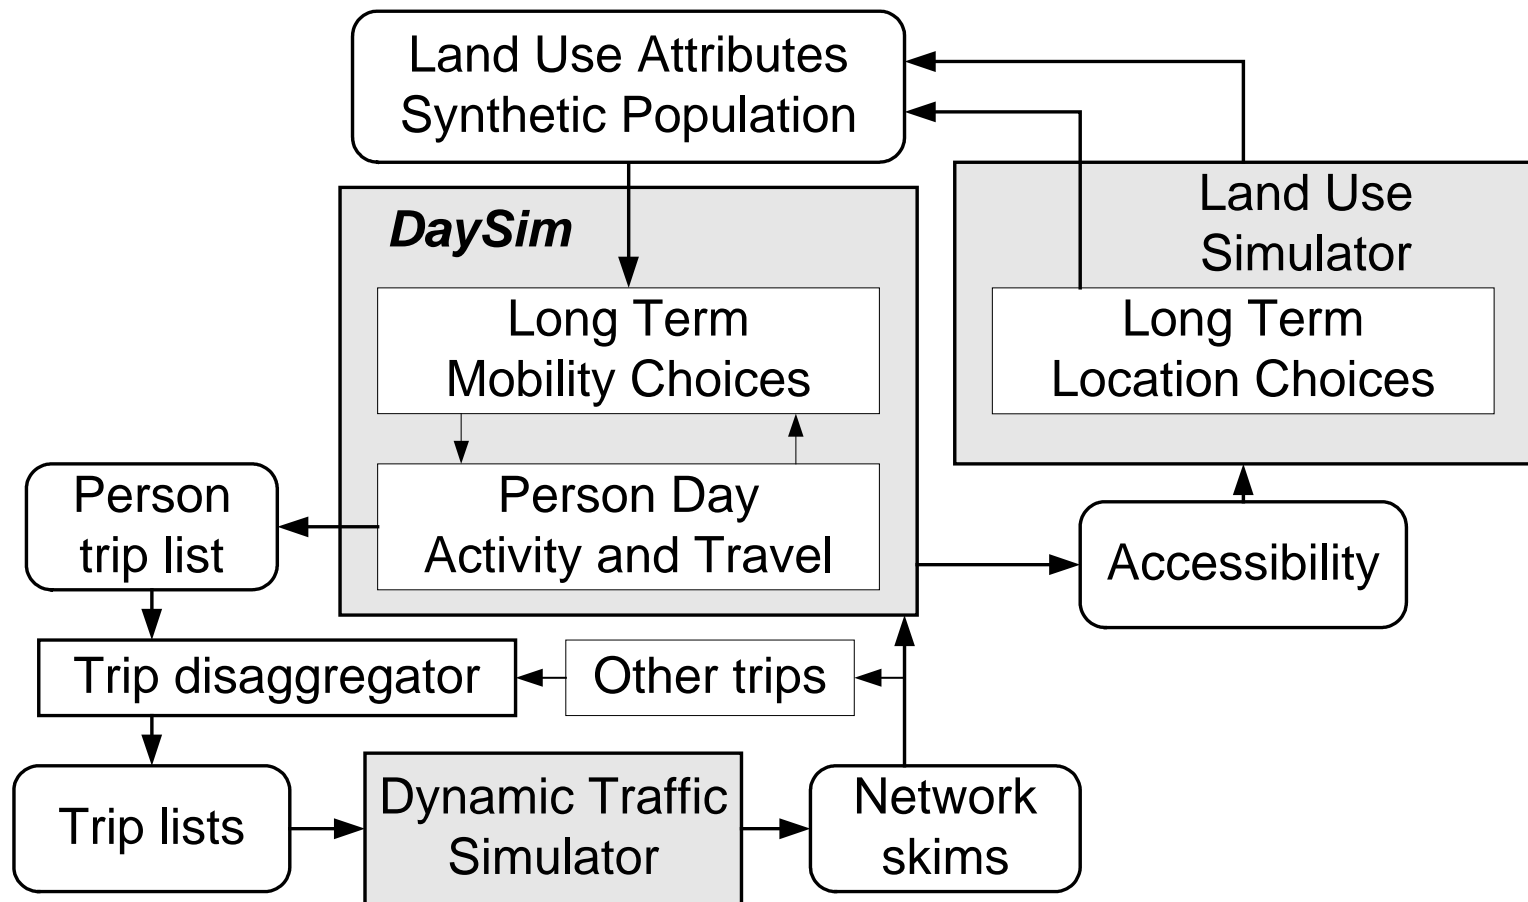 Land Use Attributes
Synthetic Population
Land Use
Simulator
DaySim
Long Term
Mobility Choices
Long Term
Location Choices
Person Day
Activity and Travel
Person
trip list
Accessibility
Trip disaggregator
Other trips
Trip lists
Dynamic Traffic
Simulator
Network
skims